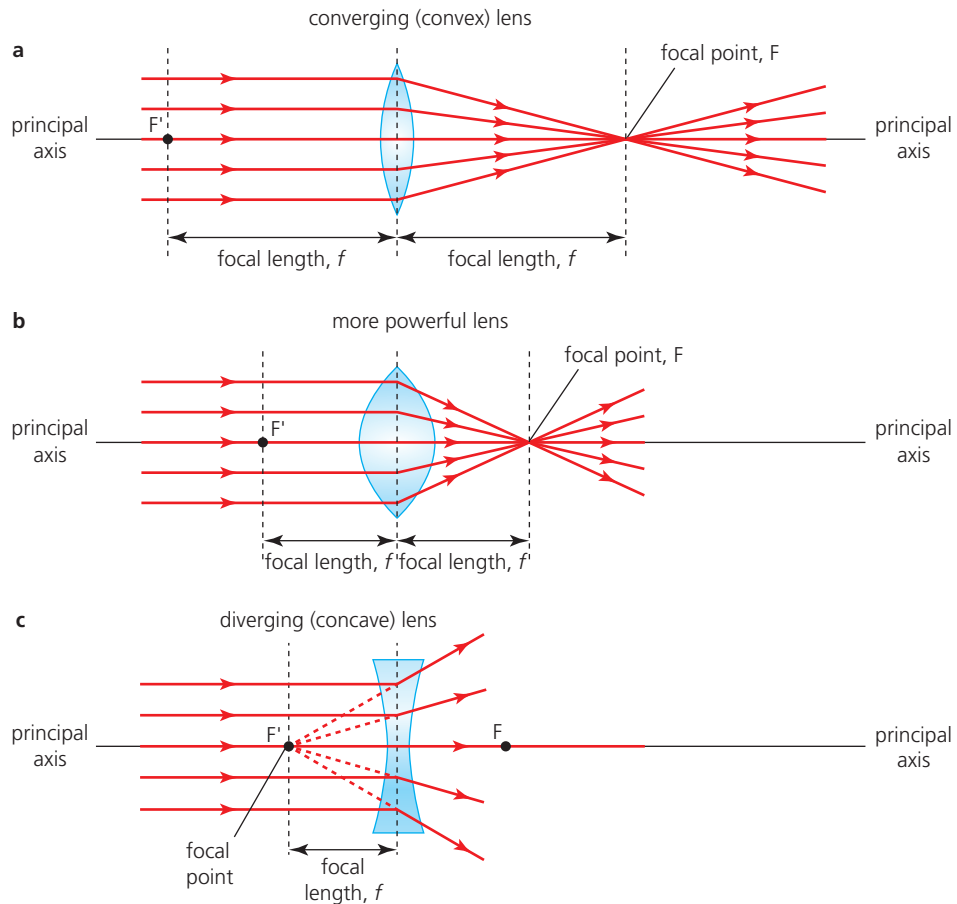 converging (convex) lens
a
focal point, F
principal
axis
F'
principal
axis
focal length, f
focal length, f
b
more powerful lens
focal point, F
principal
axis
F'
principal
axis
focal length, f
focal length, f
c
diverging (concave) lens
principal
axis
F'
F
principal
axis
focal
point
focal
length, f